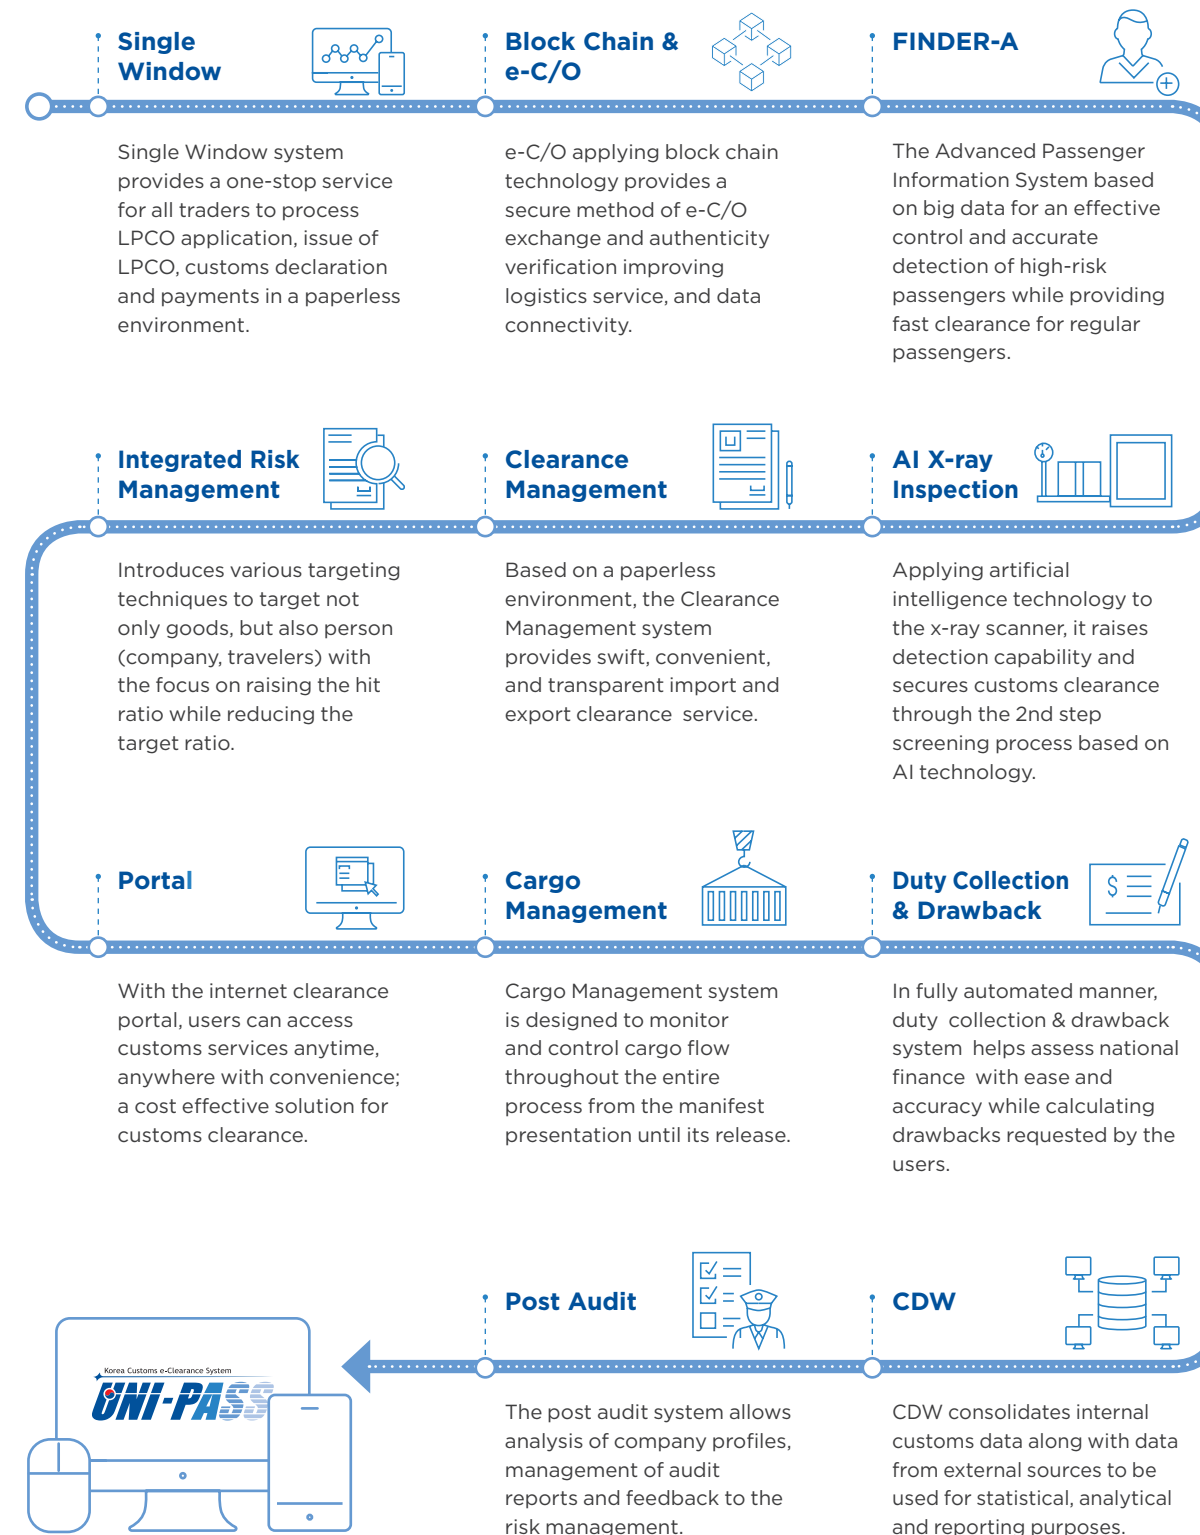 Single
Window
Single Window system
provides a one-stop service
for all traders to process
LPCO application, issue of
LPCO, customs declaration
and payments in a paperless
environment.
Block Chain &
e-C/O
e-C/O applying block chain
technology provides a
secure method of e-C/O
exchange and authenticity
verification improving
logistics service, and data
connectivity.
FINDER-A
The Advanced Passenger
Information System based
on big data for an effective
control and accurate
detection of high-risk
passengers while providing
fast clearance for regular
passengers.
Integrated Risk
Management
Introduces various targeting
techniques to target not
only goods, but also person
(company, travelers) with
the focus on raising the hit
ratio while reducing the
target ratio.
Clearance
Management
Based on a paperless
environment, the Clearance
Management system
provides swift, convenient,
and transparent import and
export clearance service.
AI X-ray
Inspection
Applying artificial
intelligence technology to
the x-ray scanner, it raises
detection capability and
secures customs clearance
through the 2nd step
screening process based on
AI technology.
Portal
With the internet clearance
portal, users can access
customs services anytime,
anywhere with convenience;
a cost effective solution for
customs clearance.
Cargo
Management
Cargo Management system
is designed to monitor
and control cargo flow
throughout the entire
process from the manifest
presentation until its release.
Duty Collection
& Drawback
$
In fully automated manner,
duty collection & drawback
system helps assess national
finance with ease and
accuracy while calculating
drawbacks requested by the
users.
Korea Customs e-Clearance System
UNI-PASS
Post Audit
The post audit system allows
analysis of company profiles,
management of audit
reports and feedback to the
risk management.
CDW
CDW consolidates internal
customs data along with data
from external sources to be
used for statistical, analytical
and reporting purposes.